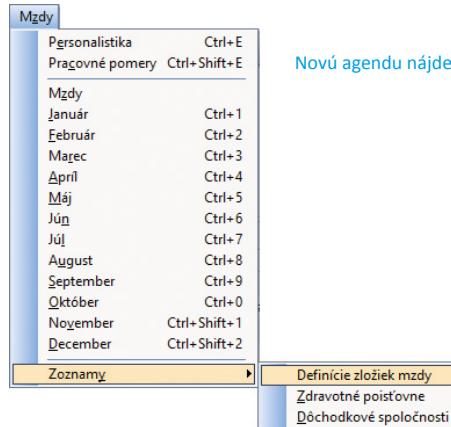 Mzdy
Personalistika Ctrl+E
Pracovné pomery Ctrl+Shift+E
Novú agendu nájde
Mzdy
Január Ctrl+1
Február Ctrl+2
Marec Ctrl+3
Apríl Ctrl+4
Máj Ctrl+5
Jún Ctrl+6
Júl Ctrl+7
August Ctrl+8
September Ctrl+9
Október Ctrl+0
November Ctrl+Shift+1
December Ctrl+Shift+2
Zoznamy
Definície zložiek mzdy
Zdravotné poisťovne
Dôchodkové spoločnosti